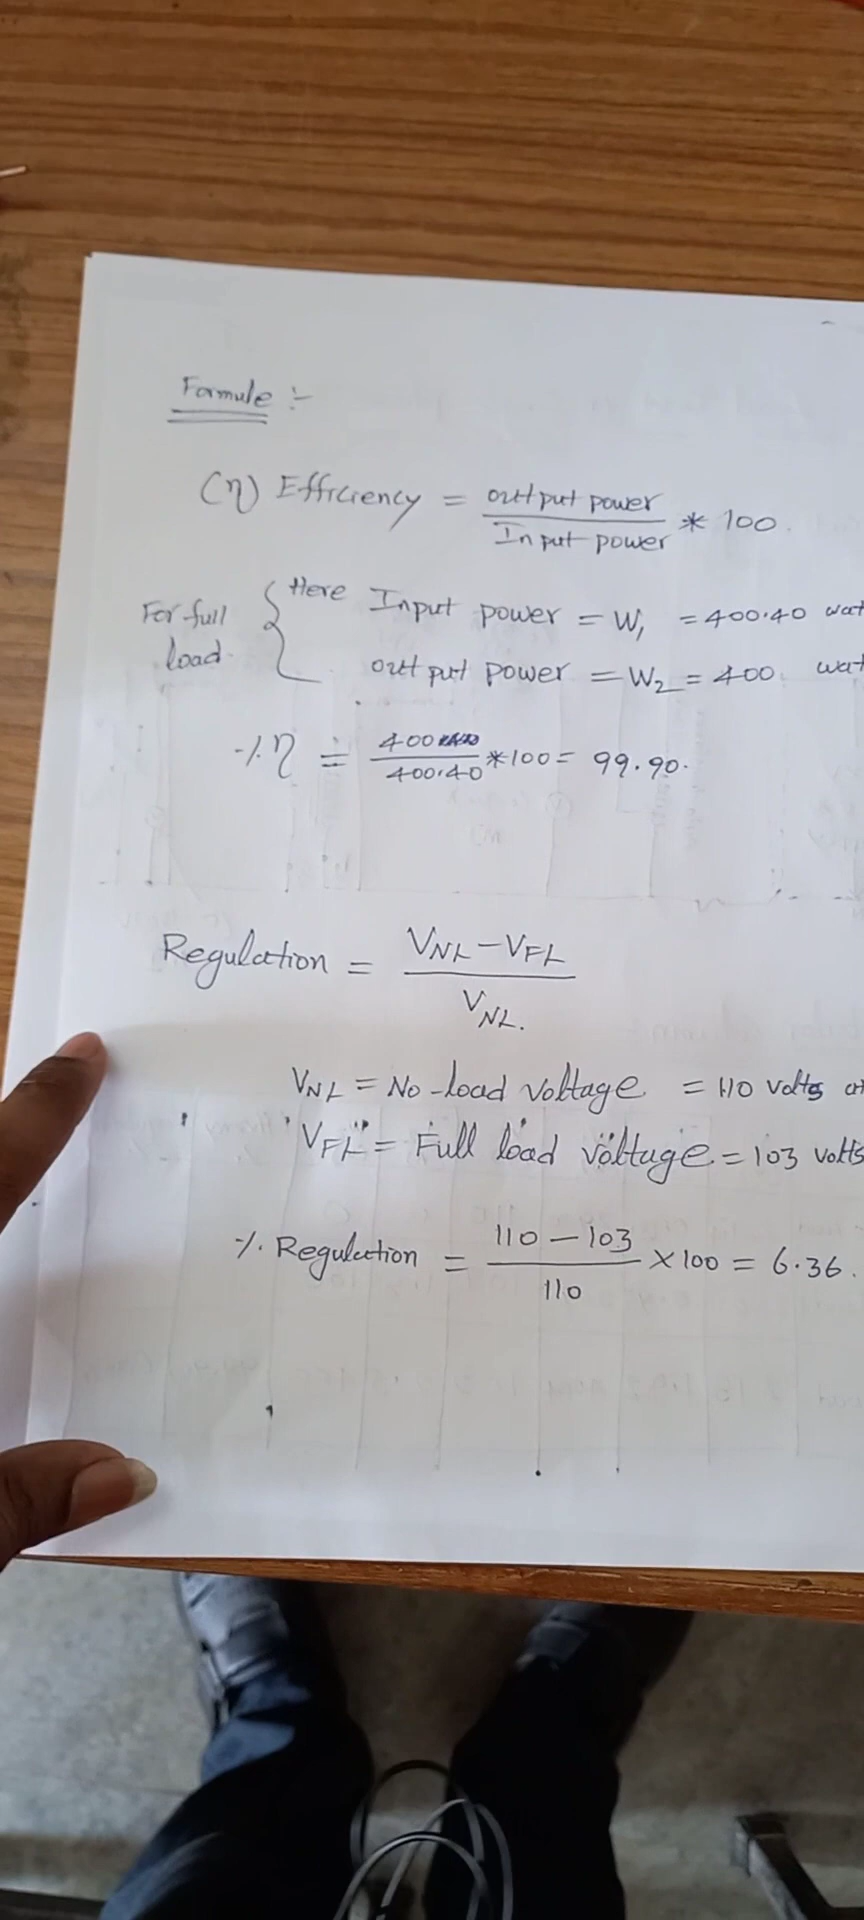 Formule :-
(η) Efficiency = output power / Input power * 100.
For full load { Here Input power = W1 = 400.40 wat
output power = W2 = 400. wat
%η = 400 / 400.40 * 100 = 99.90.
Regulation = VNL - VFL / VNL.
VNL = No-load voltage = 110 volts
VFL = Full load voltage = 103 volts
% Regulation = 110 - 103 / 110 × 100 = 6.36.